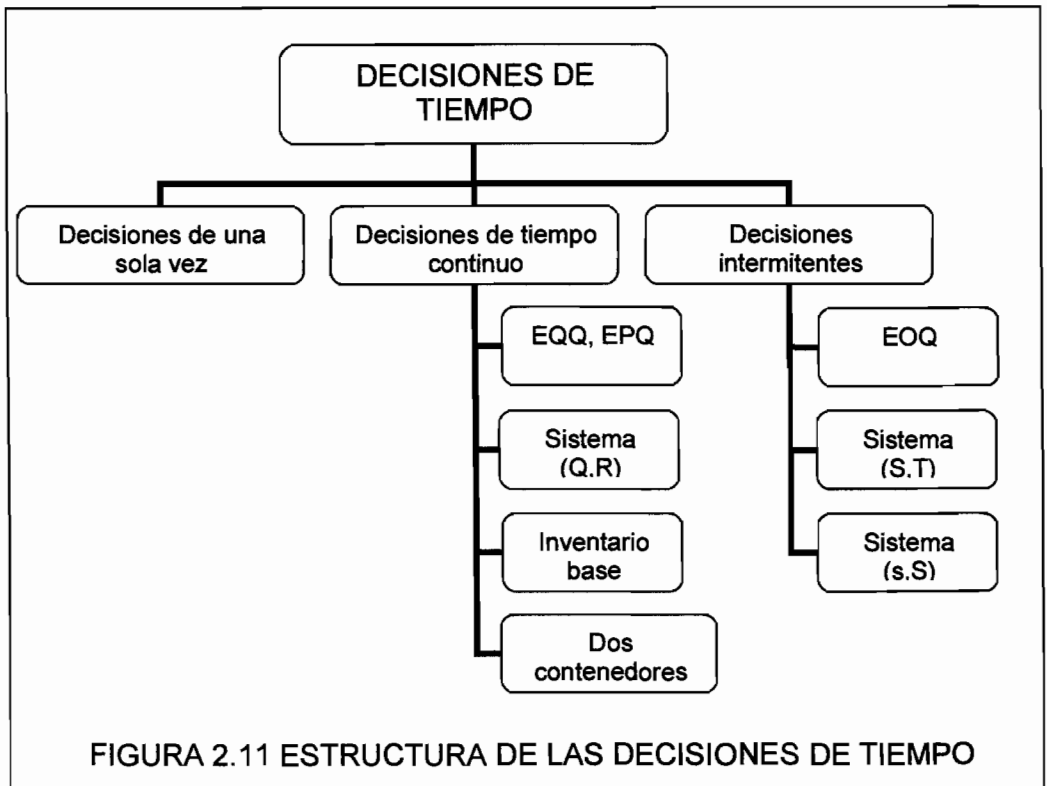 DECISIONES DE
TIEMPO
Decisiones de una
sola vez
Decisiones de tiempo
continuo
Decisiones
intermitentes
EQQ, EPQ
EOQ
Sistema
(Q.R)
Sistema
(S.T)
Inventario
base
Sistema
(s.S)
Dos
contenedores
FIGURA 2.11 ESTRUCTURA DE LAS DECISIONES DE TIEMPO